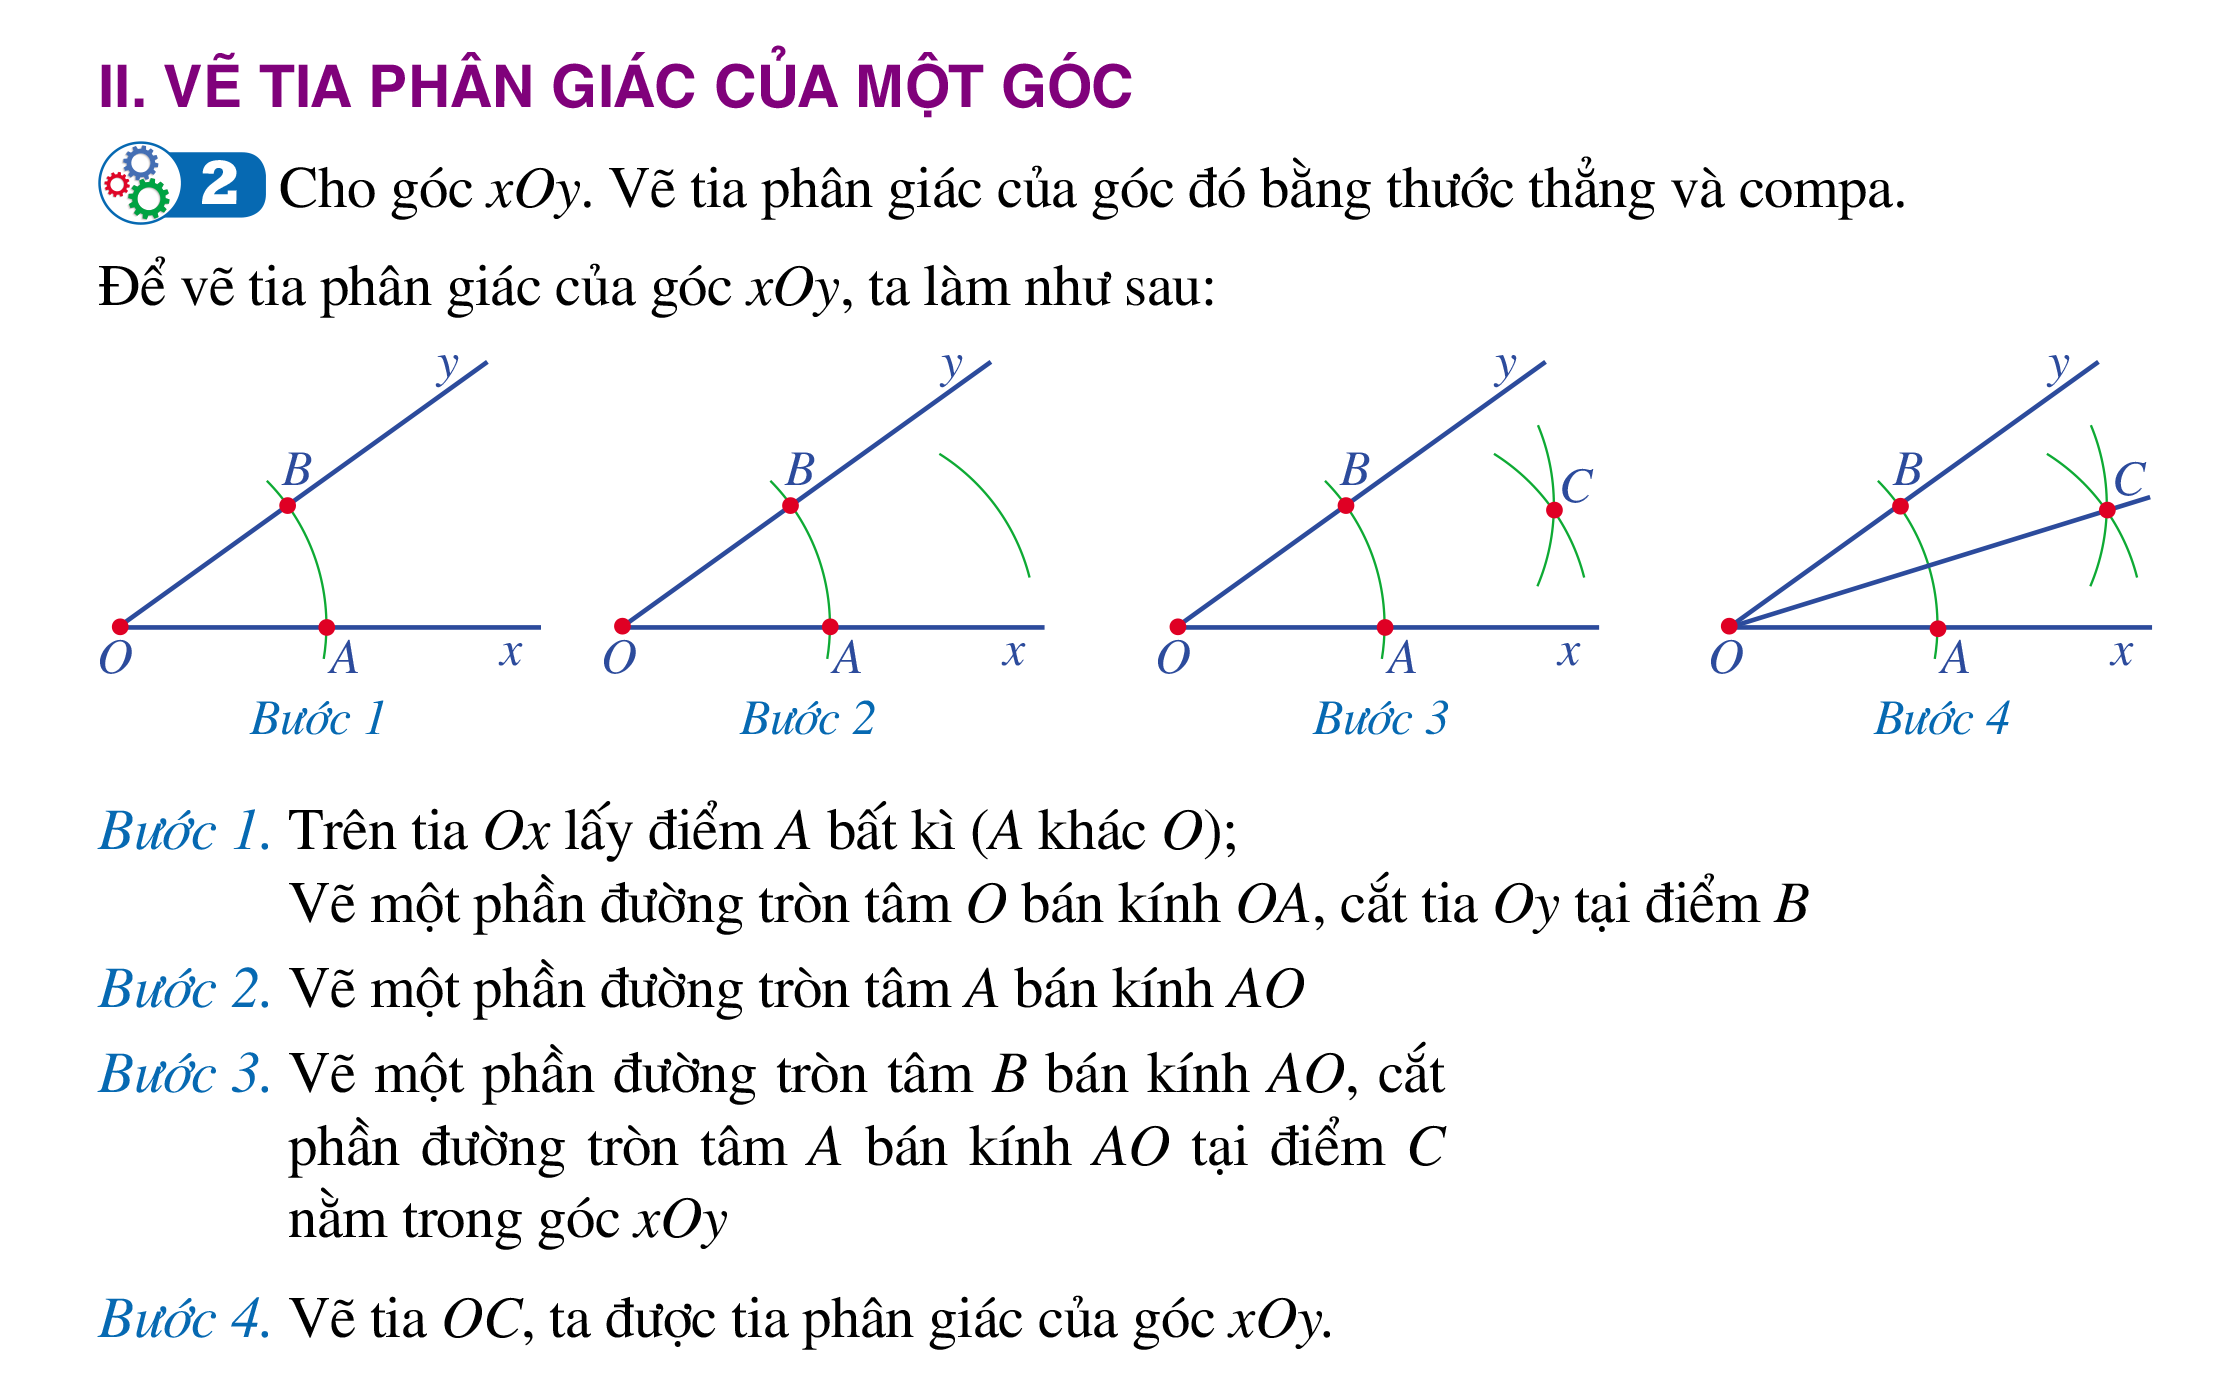 II. VẼ TIA PHÂN GIÁC CỦA MỘT GÓC
2 Cho góc xOy. Vẽ tia phân giác của góc đó bằng thước thẳng và compa.
Để vẽ tia phân giác của góc xOy, ta làm như sau:
y y y y
B B B C B C
O A x O A x O A x O A x
Bước 1 Bước 2 Bước 3 Bước 4
Bước 1. Trên tia Ox lấy điểm A bất kì (A khác O);
Vẽ một phần đường tròn tâm O bán kính OA, cắt tia Oy tại điểm B
Bước 2. Vẽ một phần đường tròn tâm A bán kính AO
Bước 3. Vẽ một phần đường tròn tâm B bán kính AO, cắt
phần đường tròn tâm A bán kính AO tại điểm C
nằm trong góc xOy
Bước 4. Vẽ tia OC, ta được tia phân giác của góc xOy.